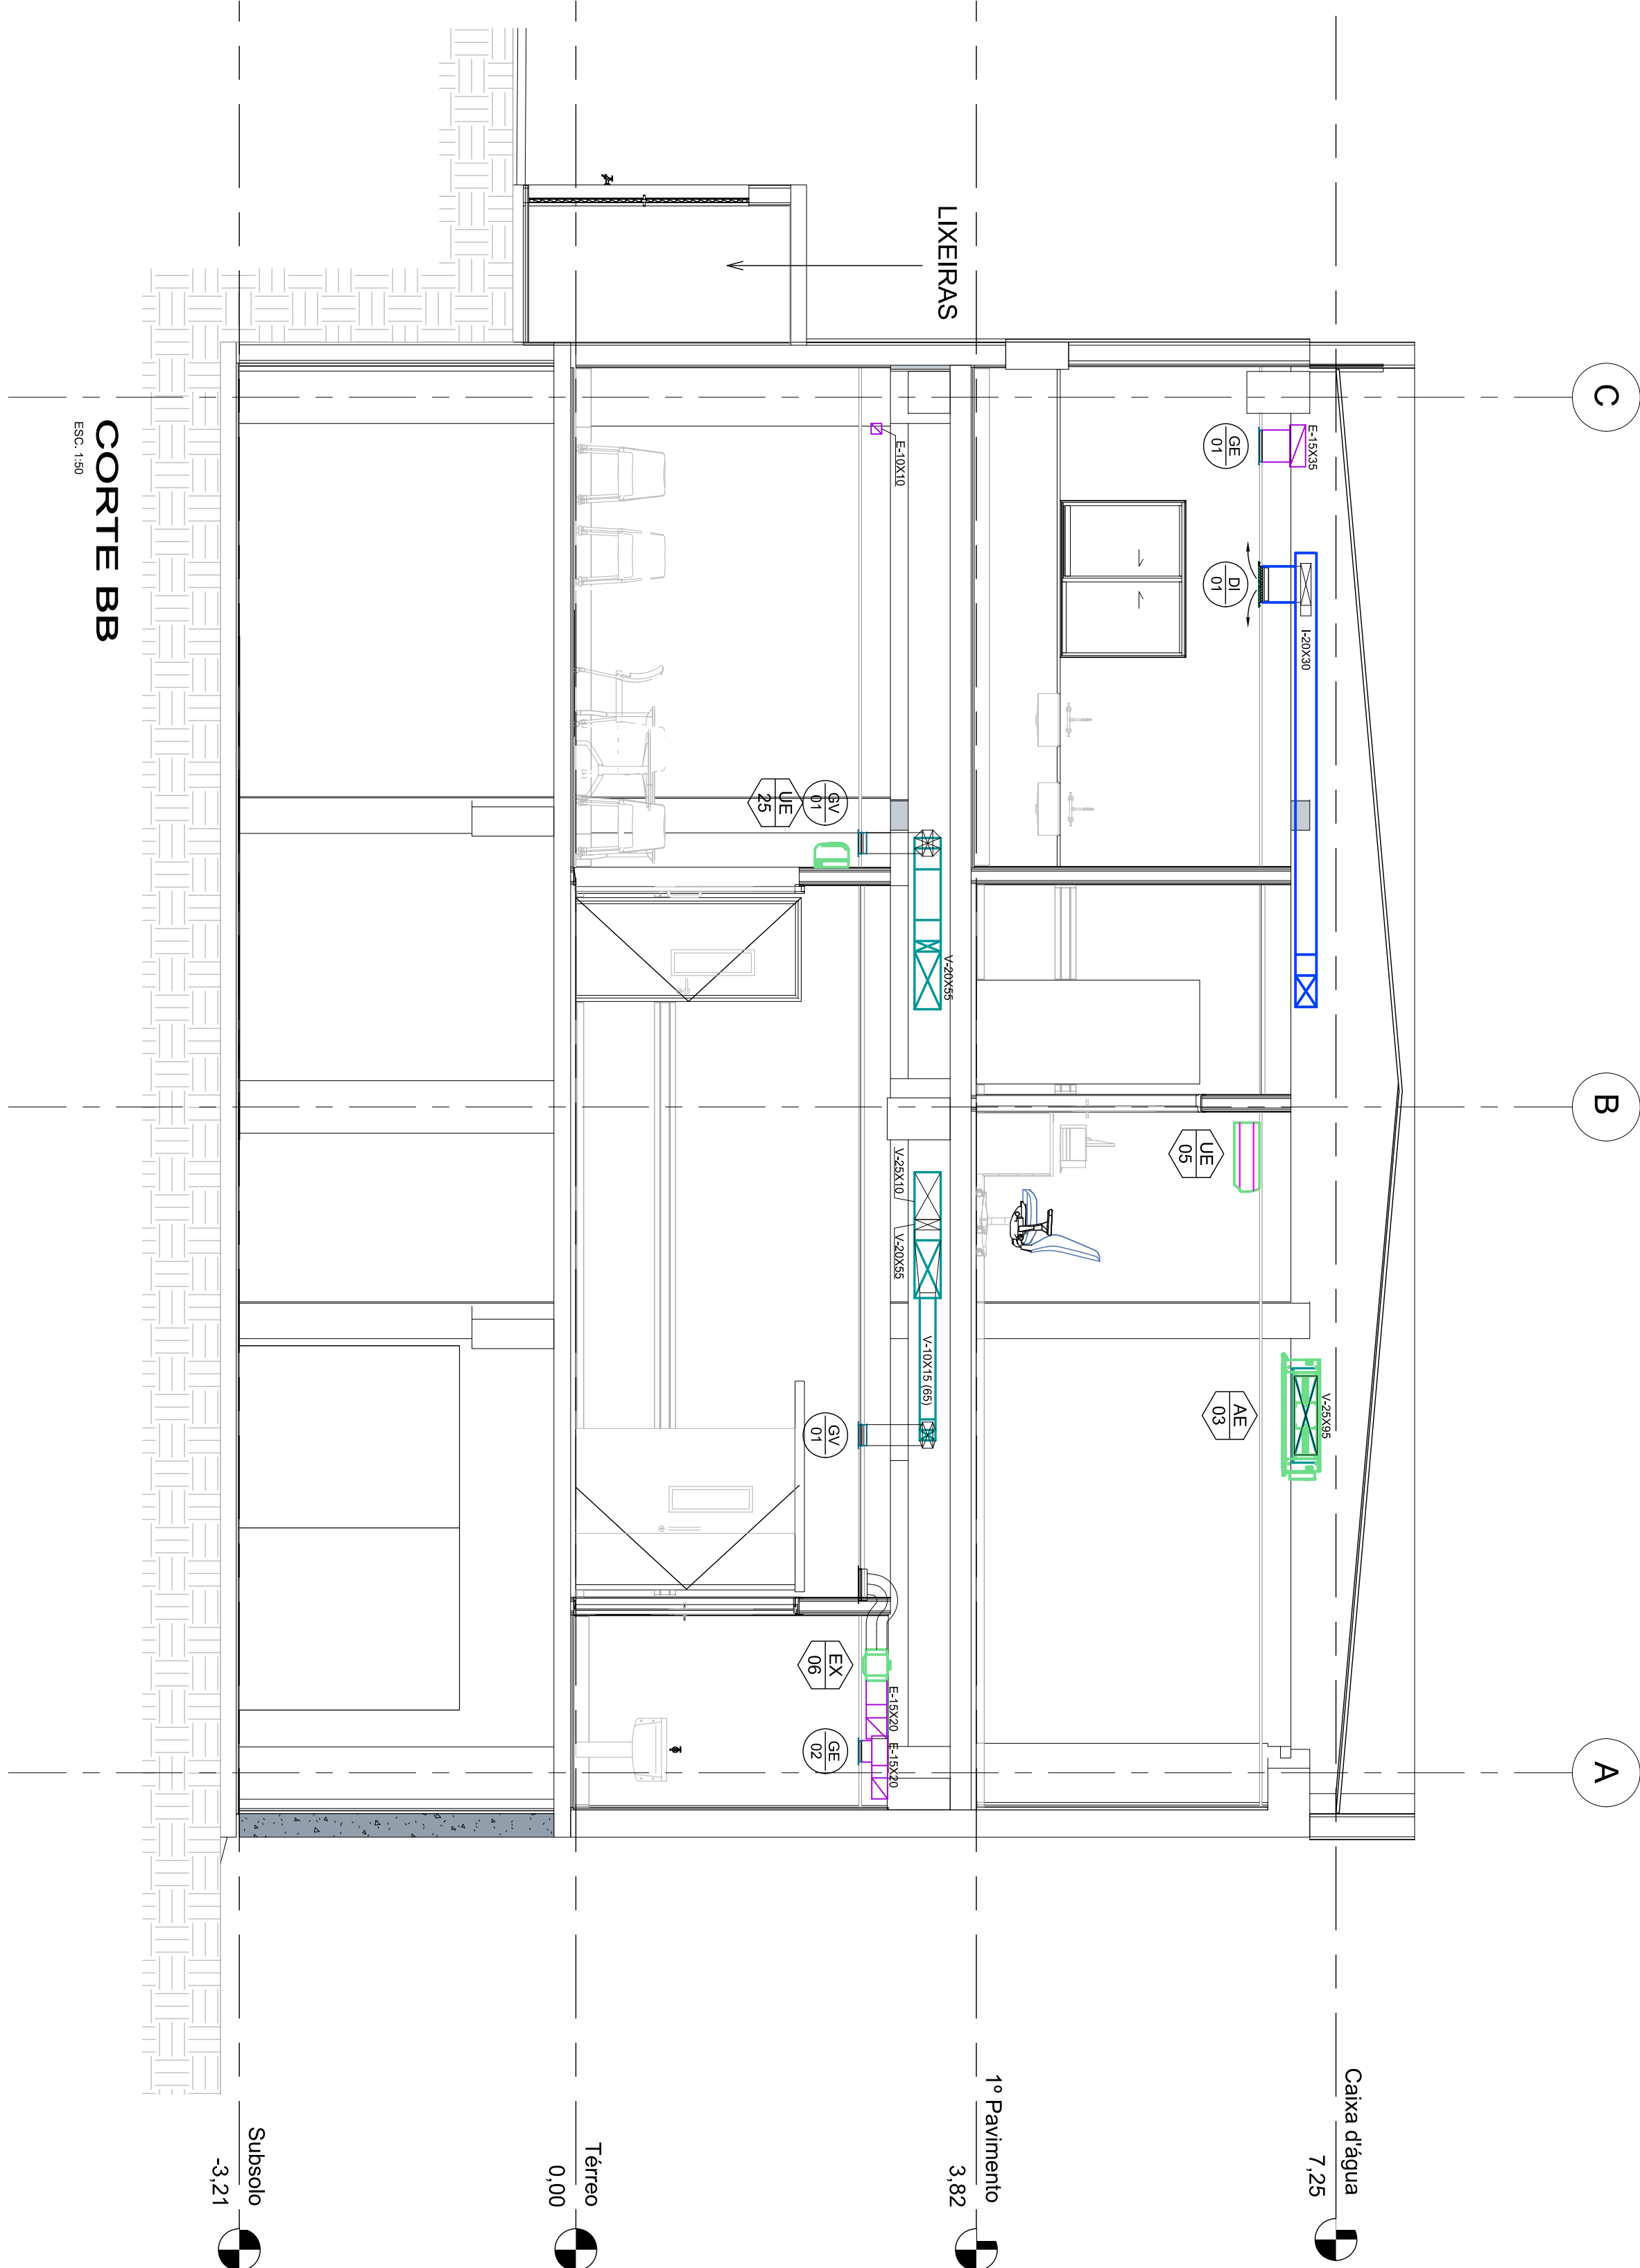 C
B
A
E-15X35
GE
01
DI
01
I-20X30
UE
05
V-25X95
AE
03
Caixa d'água
7,25
LIXEIRAS
E-10X10
GV
01
UE
25
V-20X55
V-25X10
V-20X55
V-10X15 (65)
GV
01
EX
06
E-15X20
E-15X20
GE
02
1º Pavimento
3,82
Térreo
0,00
Subsolo
-3,21
CORTE BB
ESC. 1:50